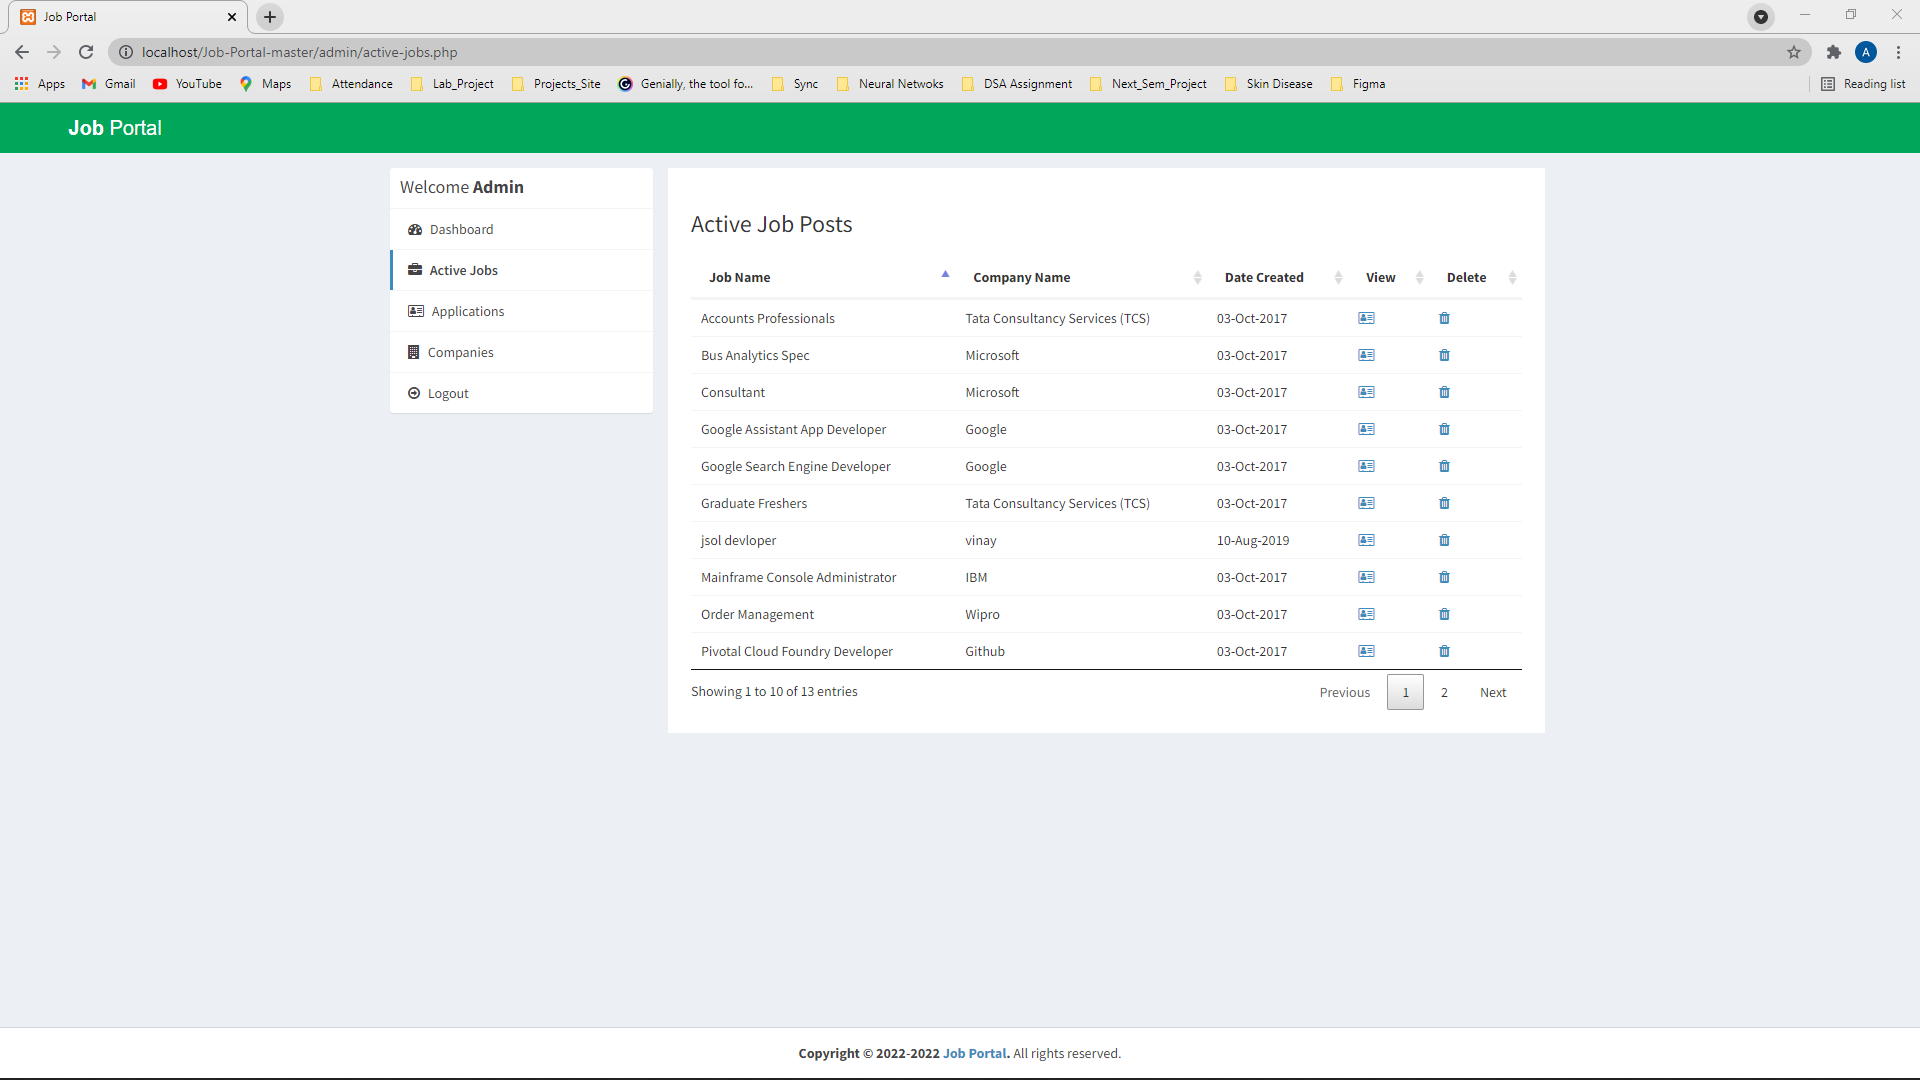 Job Portal
localhost/Job-Portal-master/admin/active-jobs.php
A
Apps Gmail YouTube Maps Attendance Lab_Project Projects_Site Genially, the tool fo... Sync Neural Netwoks DSA Assignment Next_Sem_Project Skin Disease Figma Reading list
Job Portal
Welcome Admin
Dashboard
Active Jobs
Applications
Companies
Logout
Active Job Posts
Job Name Company Name Date Created View Delete
Accounts Professionals Tata Consultancy Services (TCS) 03-Oct-2017
Bus Analytics Spec Microsoft 03-Oct-2017
Consultant Microsoft 03-Oct-2017
Google Assistant App Developer Google 03-Oct-2017
Google Search Engine Developer Google 03-Oct-2017
Graduate Freshers Tata Consultancy Services (TCS) 03-Oct-2017
jsol devloper vinay 10-Aug-2019
Mainframe Console Administrator IBM 03-Oct-2017
Order Management Wipro 03-Oct-2017
Pivotal Cloud Foundry Developer Github 03-Oct-2017
Showing 1 to 10 of 13 entries Previous 1 2 Next
Copyright © 2022-2022 Job Portal. All rights reserved.